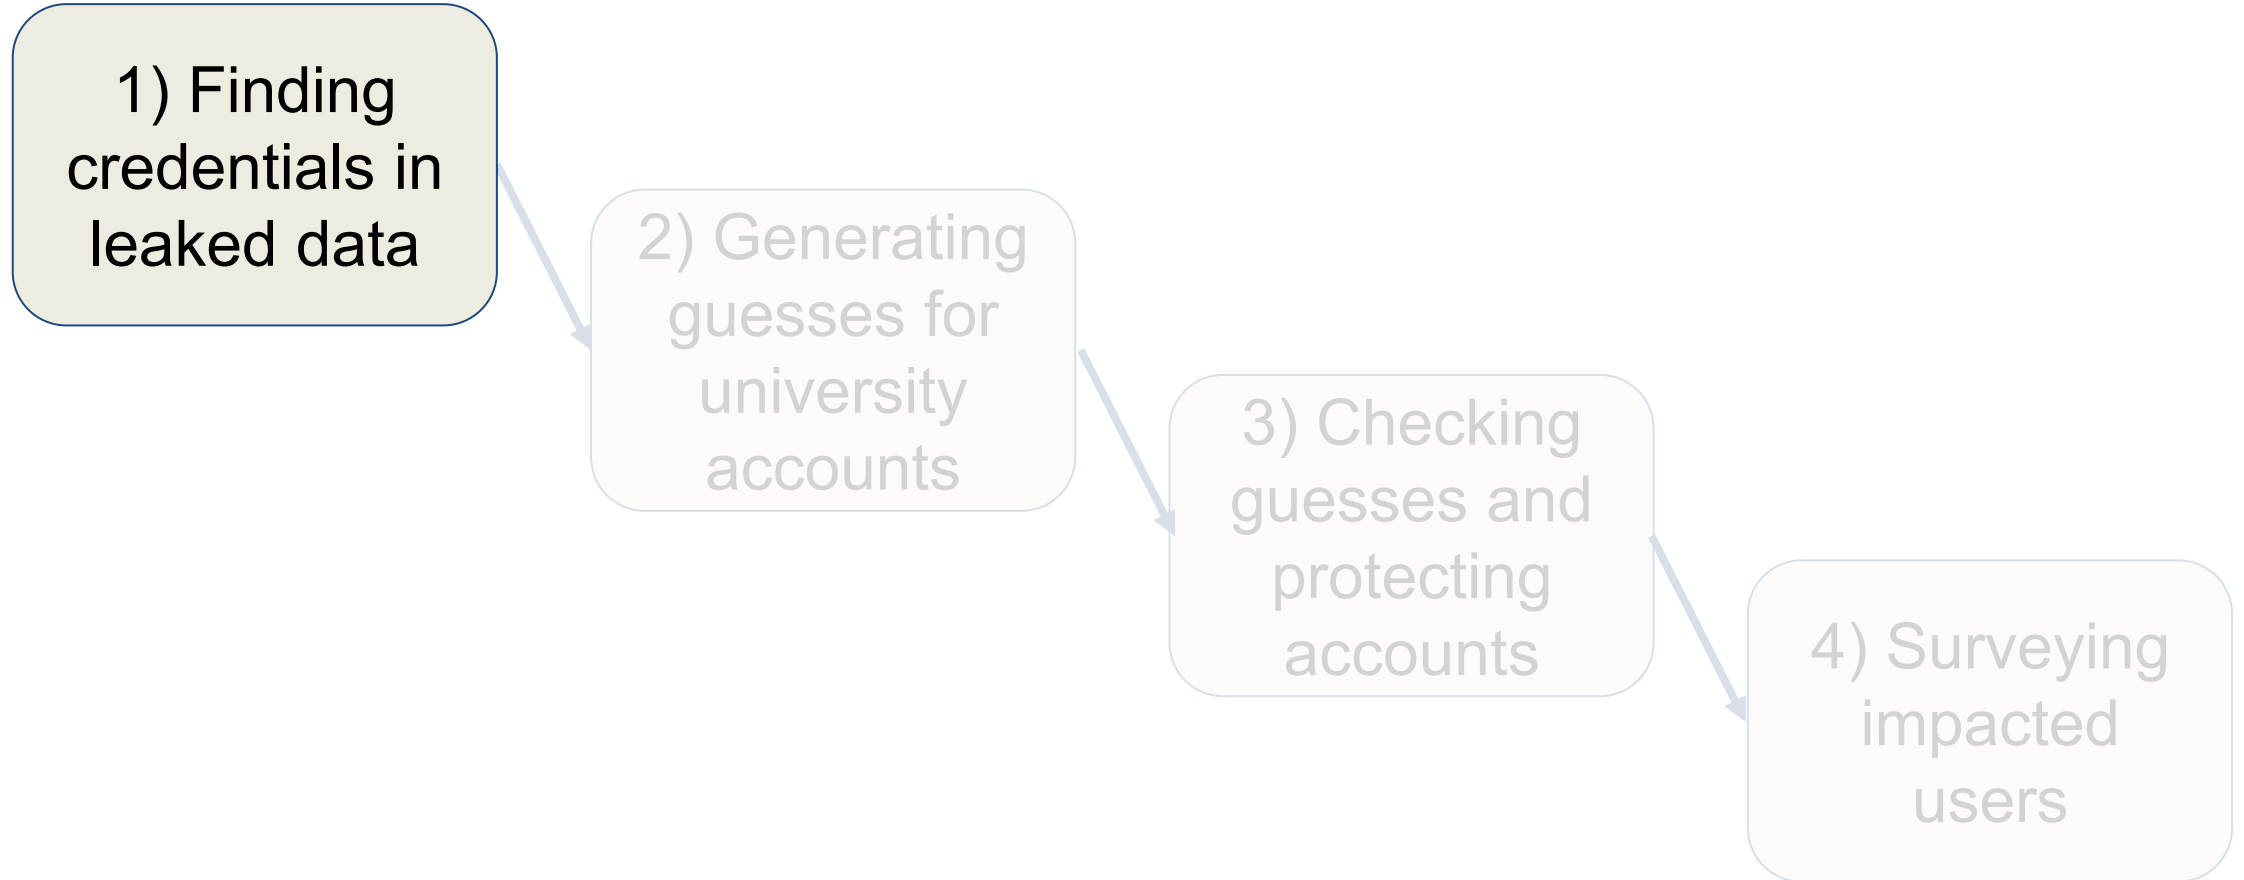 1) Finding
credentials in
leaked data
2) Generating
guesses for
university
accounts
3) Checking
guesses and
protecting
accounts
4) Surveying
impacted
users